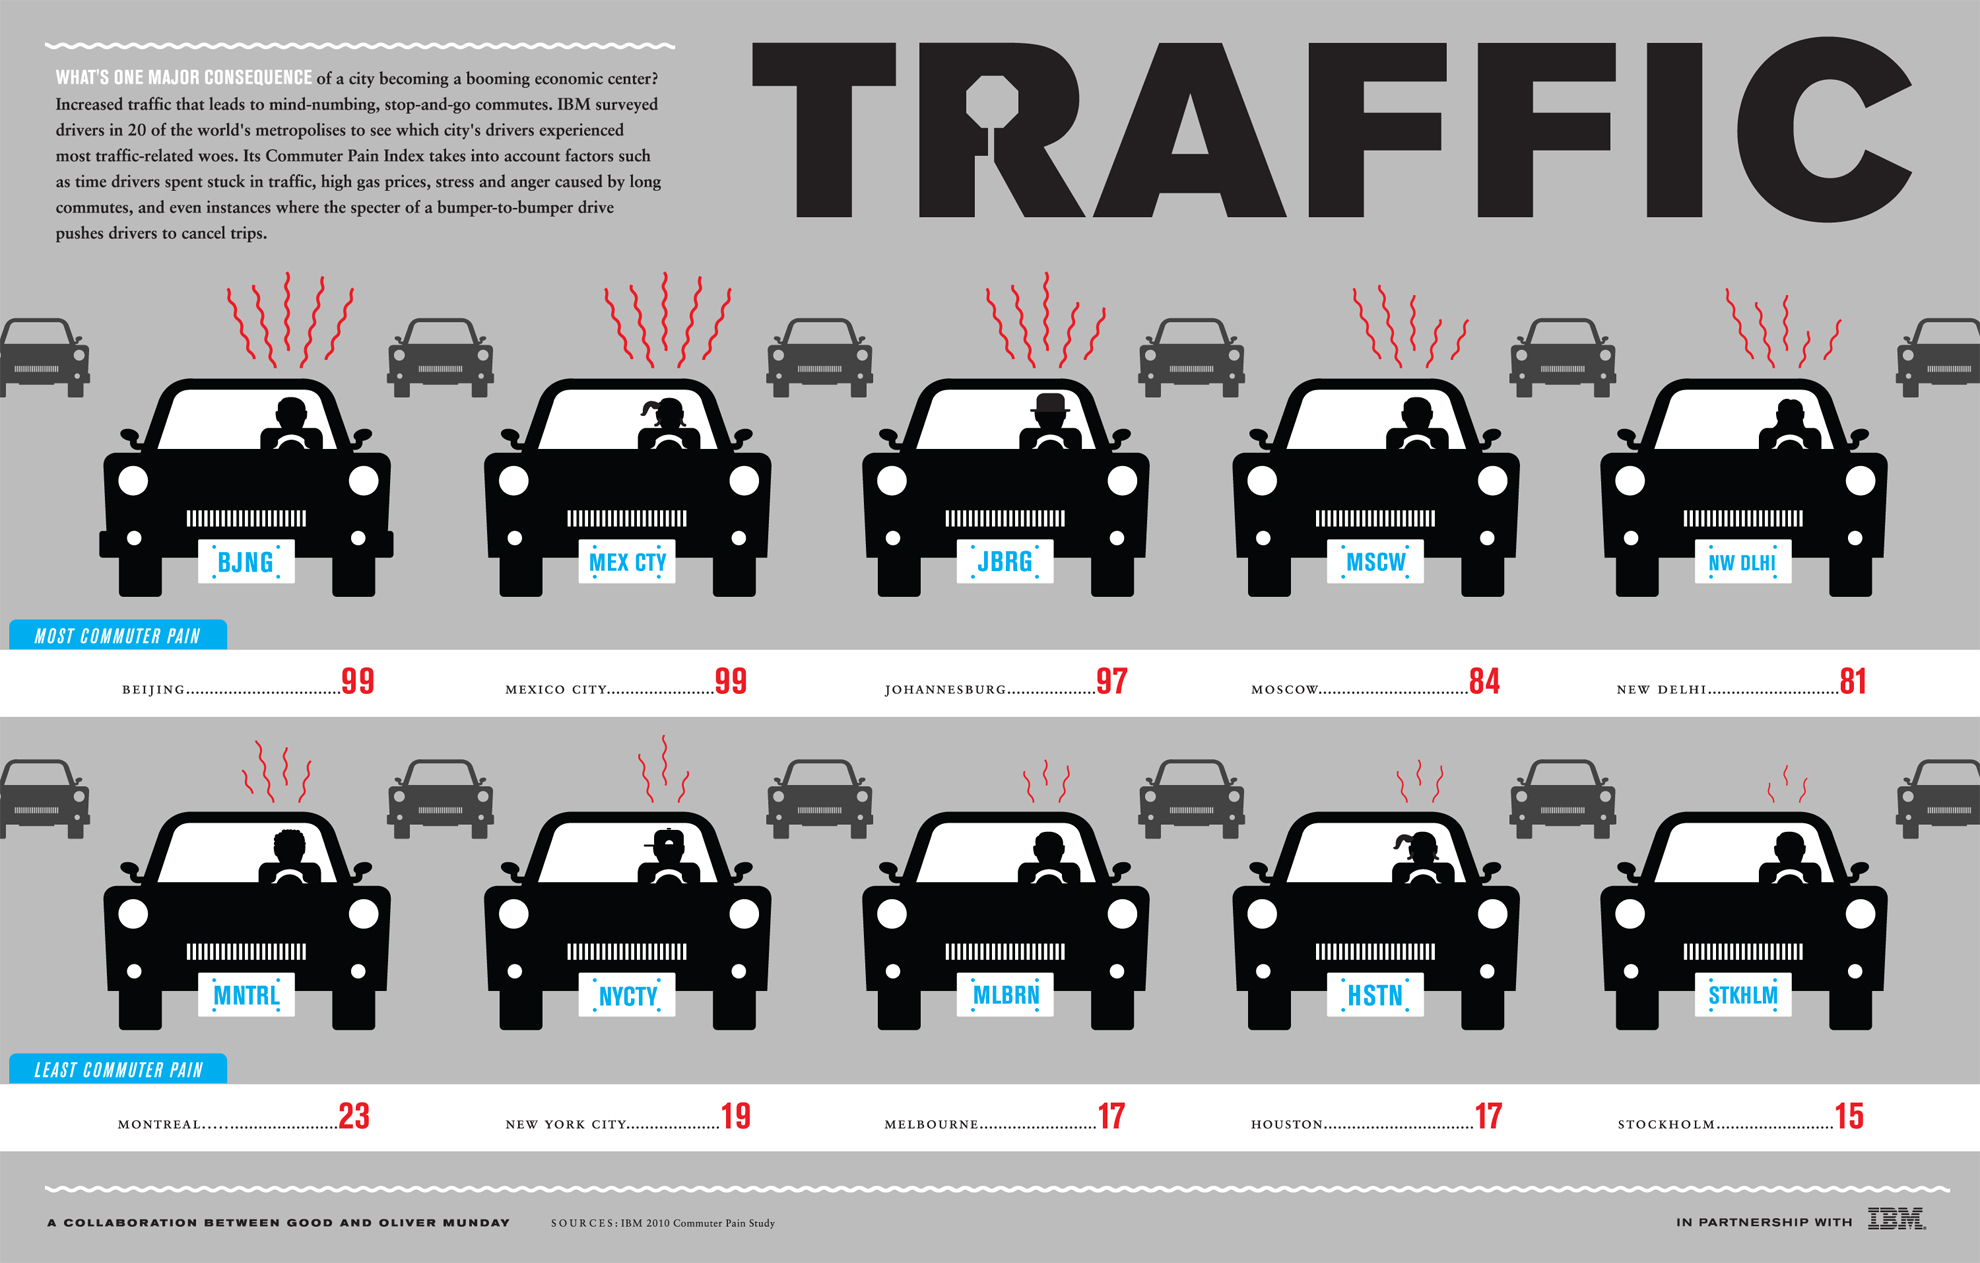 TRAFFIC
WHAT'S ONE MAJOR CONSEQUENCE of a city becoming a booming economic center?
Increased traffic that leads to mind-numbing, stop-and-go commutes. IBM surveyed
drivers in 20 of the world's metropolises to see which city's drivers experienced
most traffic-related woes. Its Commuter Pain Index takes into account factors such
as time drivers spent stuck in traffic, high gas prices, stress and anger caused by long
commutes, and even instances where the specter of a bumper-to-bumper drive
pushes drivers to cancel trips.
BJNG
MEX CTY
JBRG
MSCW
NW DLHI
MOST COMMUTER PAIN
BEIJING................................99
MEXICO CITY.......................99
JOHANNESBURG...................97
MOSCOW................................84
NEW DELHI............................81
MNTRL
NYCTY
MLBRN
HSTN
STKHLM
LEAST COMMUTER PAIN
MONTREAL............................23
NEW YORK CITY....................19
MELBOURNE.........................17
HOUSTON................................17
STOCKHOLM.........................15
A COLLABORATION BETWEEN GOOD AND OLIVER MUNDAY
SOURCES: IBM 2010 Commuter Pain Study
IN PARTNERSHIP WITH IBM